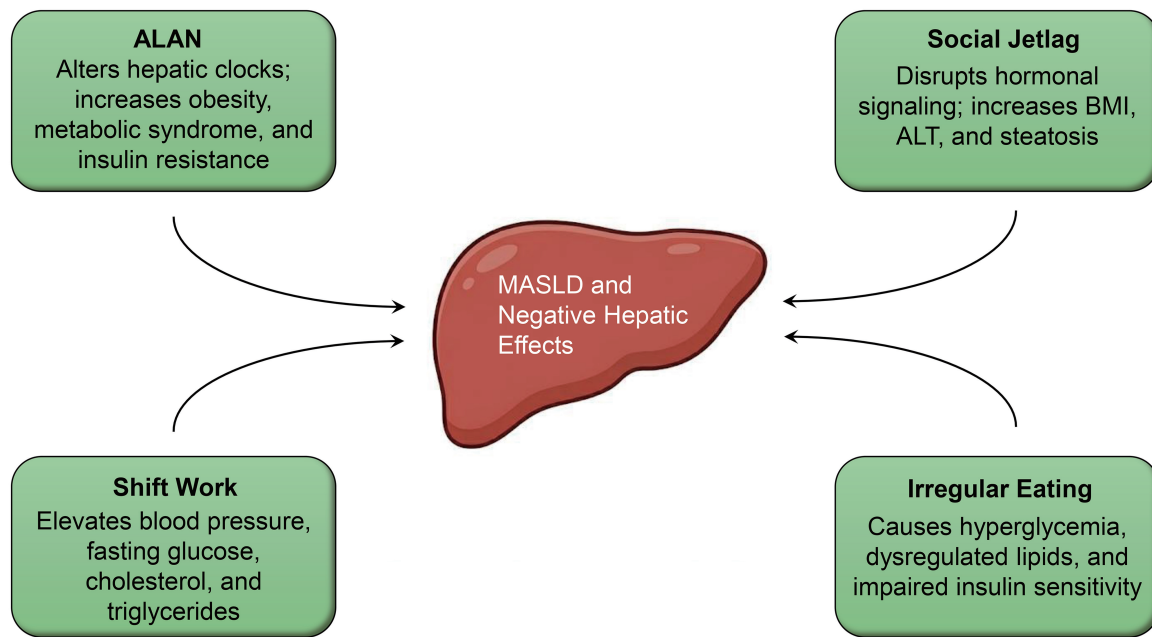 ALAN
Alters hepatic clocks;
increases obesity,
metabolic syndrome, and
insulin resistance
Social Jetlag
Disrupts hormonal
signaling; increases BMI,
ALT, and steatosis
MASLD and
Negative Hepatic
Effects
Shift Work
Elevates blood pressure,
fasting glucose,
cholesterol, and
triglycerides
Irregular Eating
Causes hyperglycemia,
dysregulated lipids, and
impaired insulin sensitivity